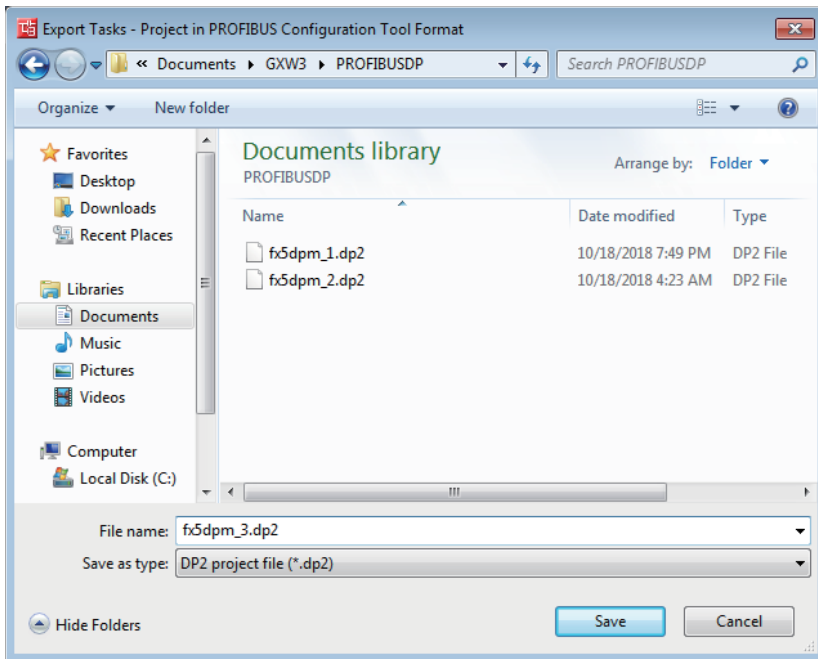 Export Tasks - Project in PROFIBUS Configuration Tool Format
« Documents GXW3 PROFIBUSDP
Search PROFIBUSDP
Organize New folder
Favorites
Desktop
Downloads
Recent Places
Libraries
Documents
Music
Pictures
Videos
Computer
Local Disk (C:)
Documents library
PROFIBUSDP
Arrange by: Folder
Name Date modified Type
fx5dpm_1.dp2 10/18/2018 7:49 PM DP2 File
fx5dpm_2.dp2 10/18/2018 4:23 AM DP2 File
File name: fx5dpm_3.dp2
Save as type: DP2 project file (*.dp2)
Hide Folders Save Cancel